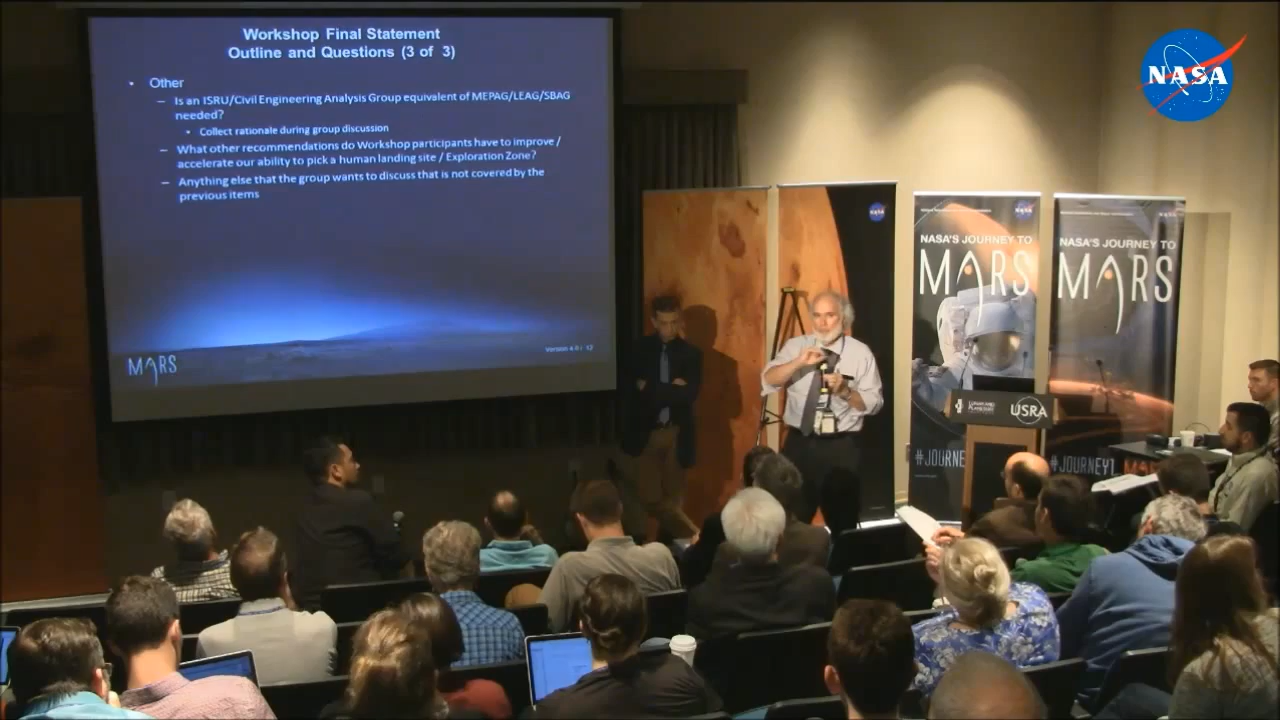 Workshop Final Statement
Outline and Questions (3 of 3)
• Other
– Is an ISRU/Civil Engineering Analysis Group equivalent of MEPAG/LEAG/SBAG
needed?
• Collect rationale during group discussion
– What other recommendations do Workshop participants have to improve /
accelerate our ability to pick a human landing site / Exploration Zone?
– Anything else that the group wants to discuss that is not covered by the
previous items
MARS
12
NASA
NASA'S JOURNEY TO
MARS
#JOURNE
NASA'S JOURNEY TO
MARS
#JOURNEY
MAR
USRA